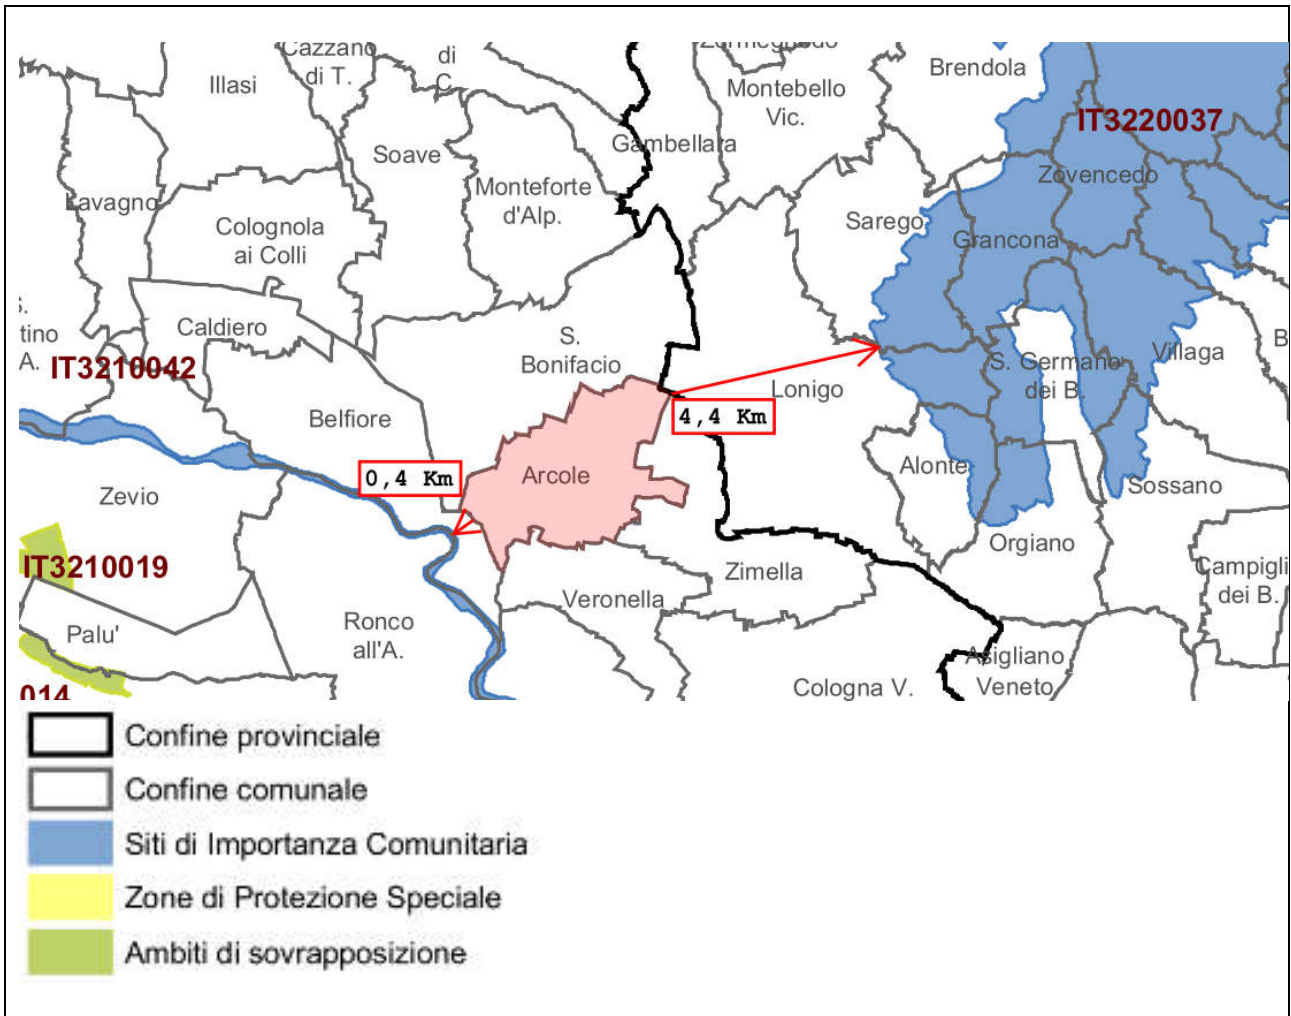 Cazzano
di T.
di
C.
Illasi
Brendola
Montebello
Vic.
IT3220037
Gambellara
Soave
Zovencedo
Monteforte
d'Alp.
Lavagno
Sarego
Colognola
ai Colli
Grancona
S.
tino
A.
Caldiero
S.
Bonifacio
B
Villaga
IT3210042
S. Germano
dei B.
Lonigo
Belfiore
4,4 Km
0,4 Km
Arcole
Alonte
Zevio
Sossano
Orgiano
IT3210019
Zimella
Campigli
dei B.
Veronella
Palu'
Ronco
all'A.
Asigliano
Veneto
Cologna V.
014
Confine provinciale
Confine comunale
Siti di Importanza Comunitaria
Zone di Protezione Speciale
Ambiti di sovrapposizione